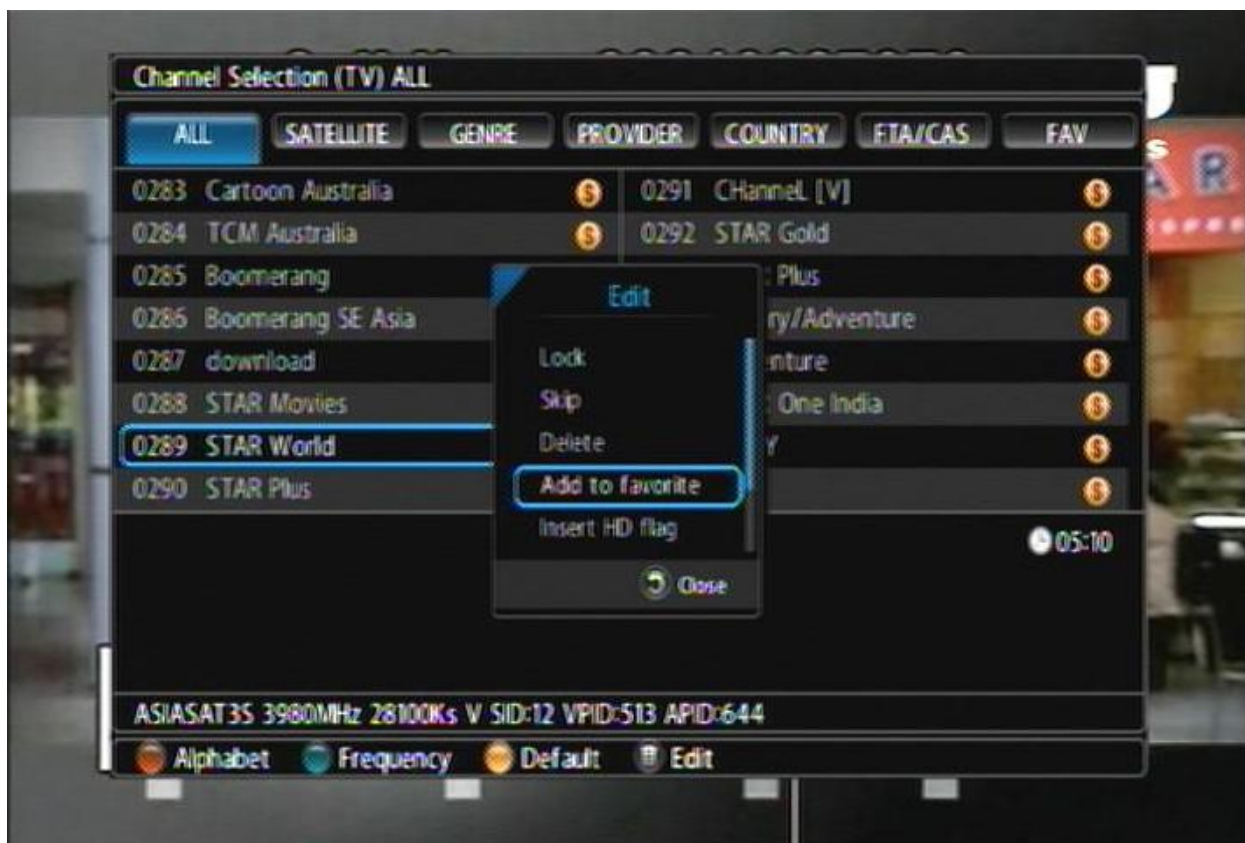 Channel Selection (TV) ALL
ALL SATELLITE GENRE PROVIDER COUNTRY FTA/CAS FAV
0283 Cartoon Australia
0284 TCM Australia
0285 Boomerang
0286 Boomerang SE Asia
0287 download
0288 STAR Movies
0289 STAR World
0290 STAR Plus
0291 CHanneL [V]
0292 STAR Gold
Plus
ry/Adventure
nture
One India
Y
Edit
Lock
Skip
Delete
Add to favorite
Insert HD flag
Close
05:10
ASIASAT3S 3980MHz 28100Ks V SID:12 VPID:513 APID:644
Alphabet Frequency Default Edit
A R